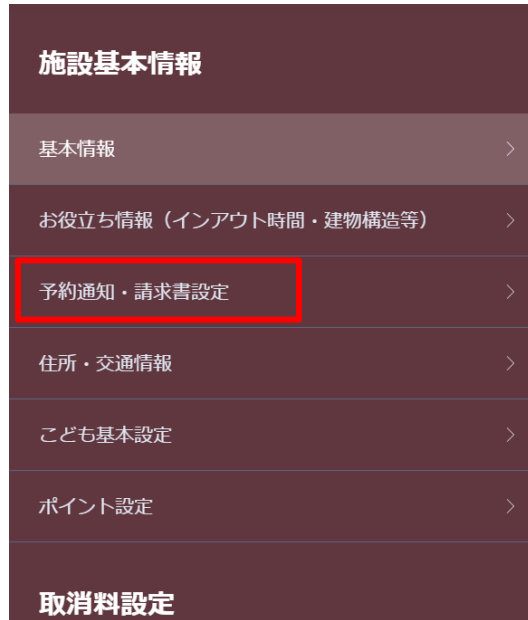 施設基本情報
基本情報
お役立ち情報（インアウト時間・建物構造等）
予約通知・請求書設定
住所・交通情報
こども基本設定
ポイント設定
取消料設定